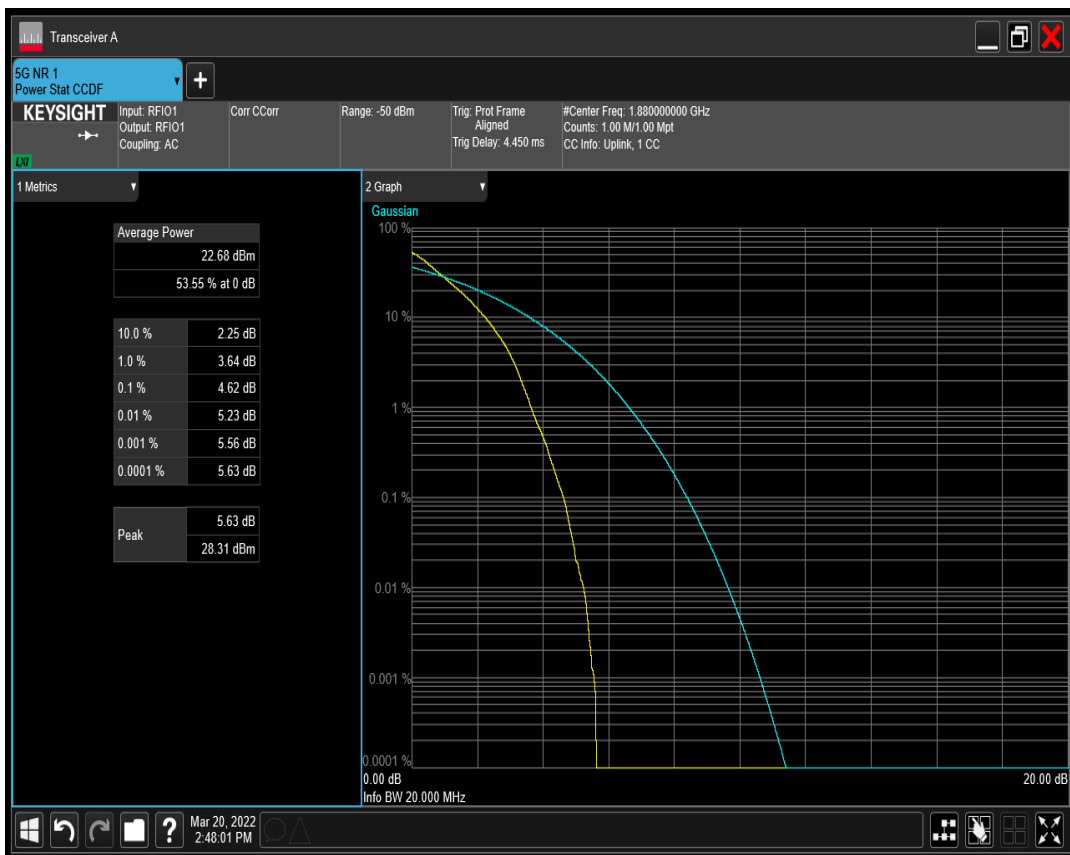 Transceiver A
5G NR 1
Power Stat CCDF
+
KEYSIGHT
LXI
Input: RFIO1
Output: RFIO1
Coupling: AC
Corr CCorr
Range: -50 dBm
Trig: Prot Frame
Aligned
Trig Delay: 4.450 ms
#Center Freq: 1.880000000 GHz
Counts: 1.00 M/1.00 Mpt
CC Info: Uplink, 1 CC
1 Metrics
Average Power
22.68 dBm
53.55 % at 0 dB
10.0 % 2.25 dB
1.0 % 3.64 dB
0.1 % 4.62 dB
0.01 % 5.23 dB
0.001 % 5.56 dB
0.0001 % 5.63 dB
Peak
5.63 dB
28.31 dBm
2 Graph
Gaussian
100 %
10 %
1 %
0.1 %
0.01 %
0.001 %
0.0001 %
0.00 dB 20.00 dB
Info BW 20.000 MHz
?
Mar 20, 2022
2:48:01 PM